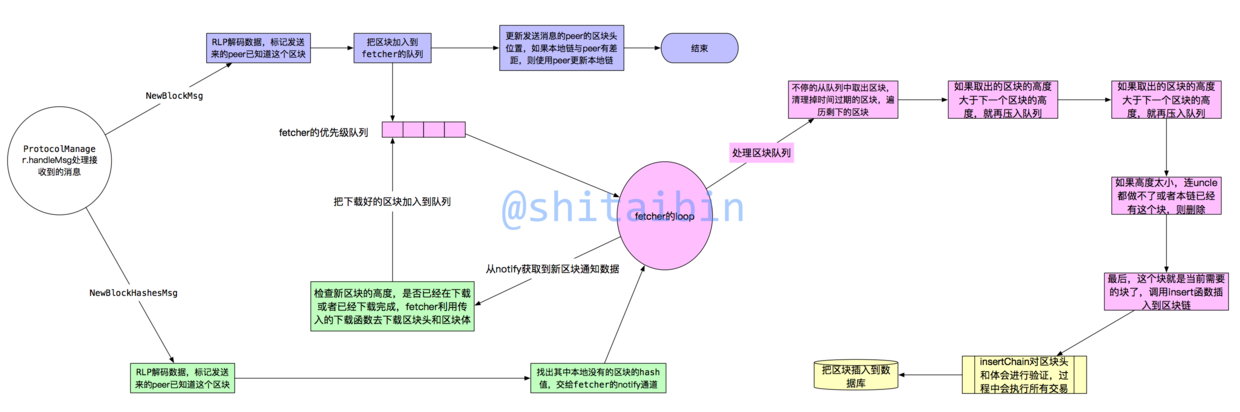 ProtocolManage
r.handleMsg处理接
收到的消息
NewBlockMsg
RLP解码数据，标记发送
来的peer已知道这个区块
把区块加入到
fetcher的队列
更新发送消息的peer的区块头
位置，如果本地链与peer有差
距，则使用peer更新本地链
结束
fetcher的优先级队列
把下载好的区块加入到队列
检查新区块的高度，是否已经在下载
或者已经下载完成，fetcher利用传
入的下载函数去下载区块头和区块体
从notify获取到新区块通知数据
NewBlockHashesMsg
RLP解码数据，标记发送
来的peer已知道这个区块
找出其中本地没有的区块的hash
值，交给fetcher的notify通道
fetcher的loop
@shitaibin
处理区块队列
不停的从队列中取出区块，
清理掉时间过期的区块，遍
历剩下的区块
如果取出的区块的高度
大于下一个区块的高
度，就再压入队列
如果取出的区块的高度
大于下一个区块的高
度，就再压入队列
如果高度太小，连uncle
都做不了或者本链已经
有这个块，则删除
最后，这个块就是当前需要
的块了，调用insert函数插
入到区块链
insertChain对区块头
和体会进行验证，过
程中会执行所有交易
把区块插入到数
据库